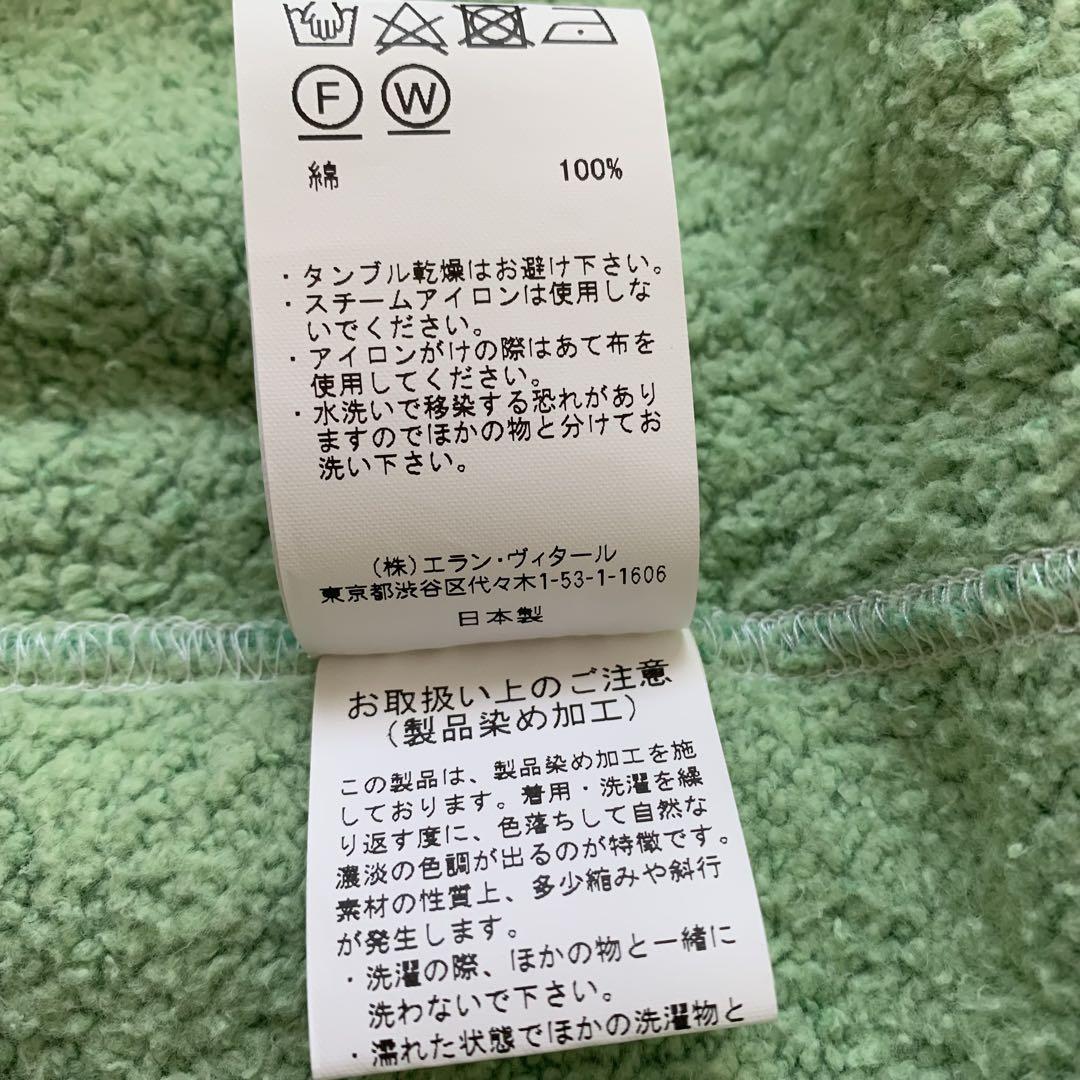 F W
綿 100%
・タンブル乾燥はお避け下さい。
・スチームアイロンは使用しな
いでください。
・アイロンがけの際はあて布を
使用してください。
・水洗いで移染する恐れがあり
ますのでほかの物と分けてお
洗い下さい。
(株)エラン・ヴィタール
東京都渋谷区代々木1-53-1-1606
日本製
お取扱い上のご注意
(製品染め加工)
この製品は、製品染め加工を施
しております。着用・洗濯を繰
り返す度に、色落ちして自然な
濃淡の色調が出るのが特徴です。
素材の性質上、多少縮みや斜行
が発生します。
・洗濯の際、ほかの物と一緒に
洗わないで下さい。
・濡れた状態でほかの洗濯物と